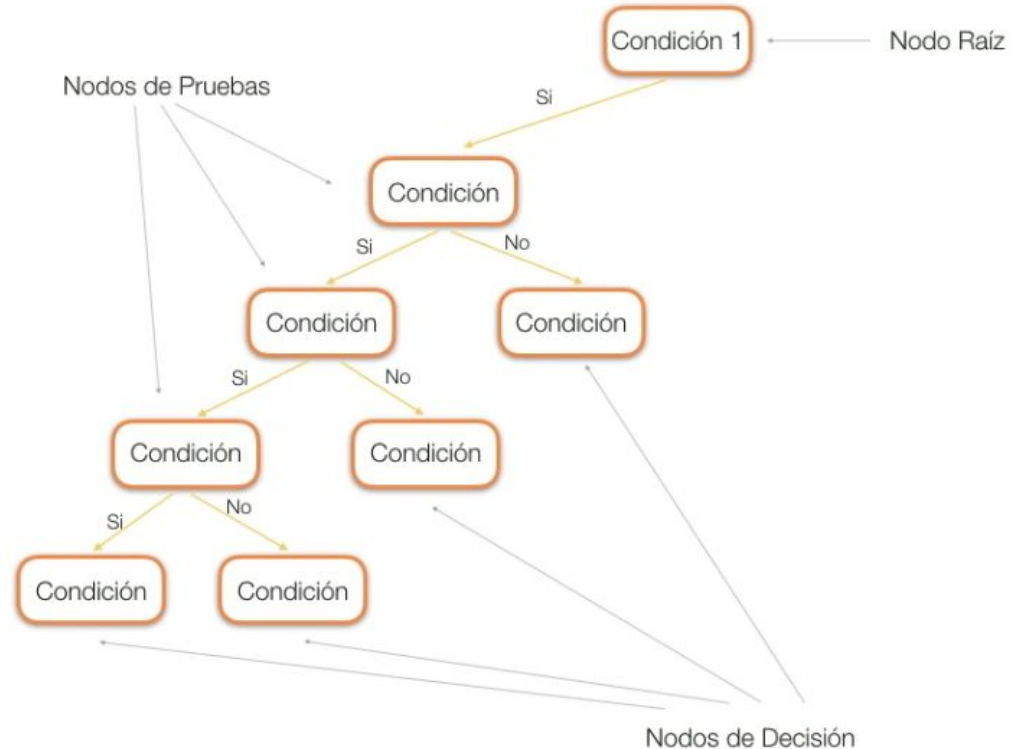 Condición 1
Nodo Raíz
Nodos de Pruebas
Si
Condición
Si
No
Condición
Condición
Si
No
Condición
Condición
Si
No
Condición
Condición
Nodos de Decisión